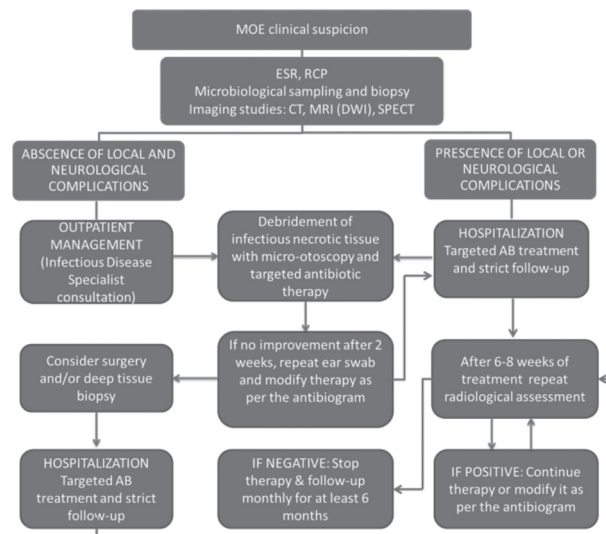 MOE clinical suspicion
ESR, RCP
Microbiological sampling and biopsy
Imaging studies: CT, MRI (DWI), SPECT
ABSCENCE OF LOCAL AND
NEUROLOGICAL
COMPLICATIONS
PRESCENCE OF LOCAL OR
NEUROLOGICAL
COMPLICATIONS
OUTPATIENT
MANAGEMENT
(Infectious Disease
Specialist
consultation)
Debridement of
infectious necrotic tissue
with micro-otoscopy and
targeted antibiotic
therapy
HOSPITALIZATION
Targeted AB treatment
and strict follow-up
Consider surgery
and/or deep tissue
biopsy
If no improvement after 2
weeks, repeat ear swab
and modify therapy as
per the antibiogram
After 6-8 weeks of
treatment repeat
radiological assessment
HOSPITALIZATION
Targeted AB
treatment and strict
follow-up
IF NEGATIVE: Stop
therapy & follow-up
monthly for at least 6
months
IF POSITIVE: Continue
therapy or modify it as
per the antibiogram